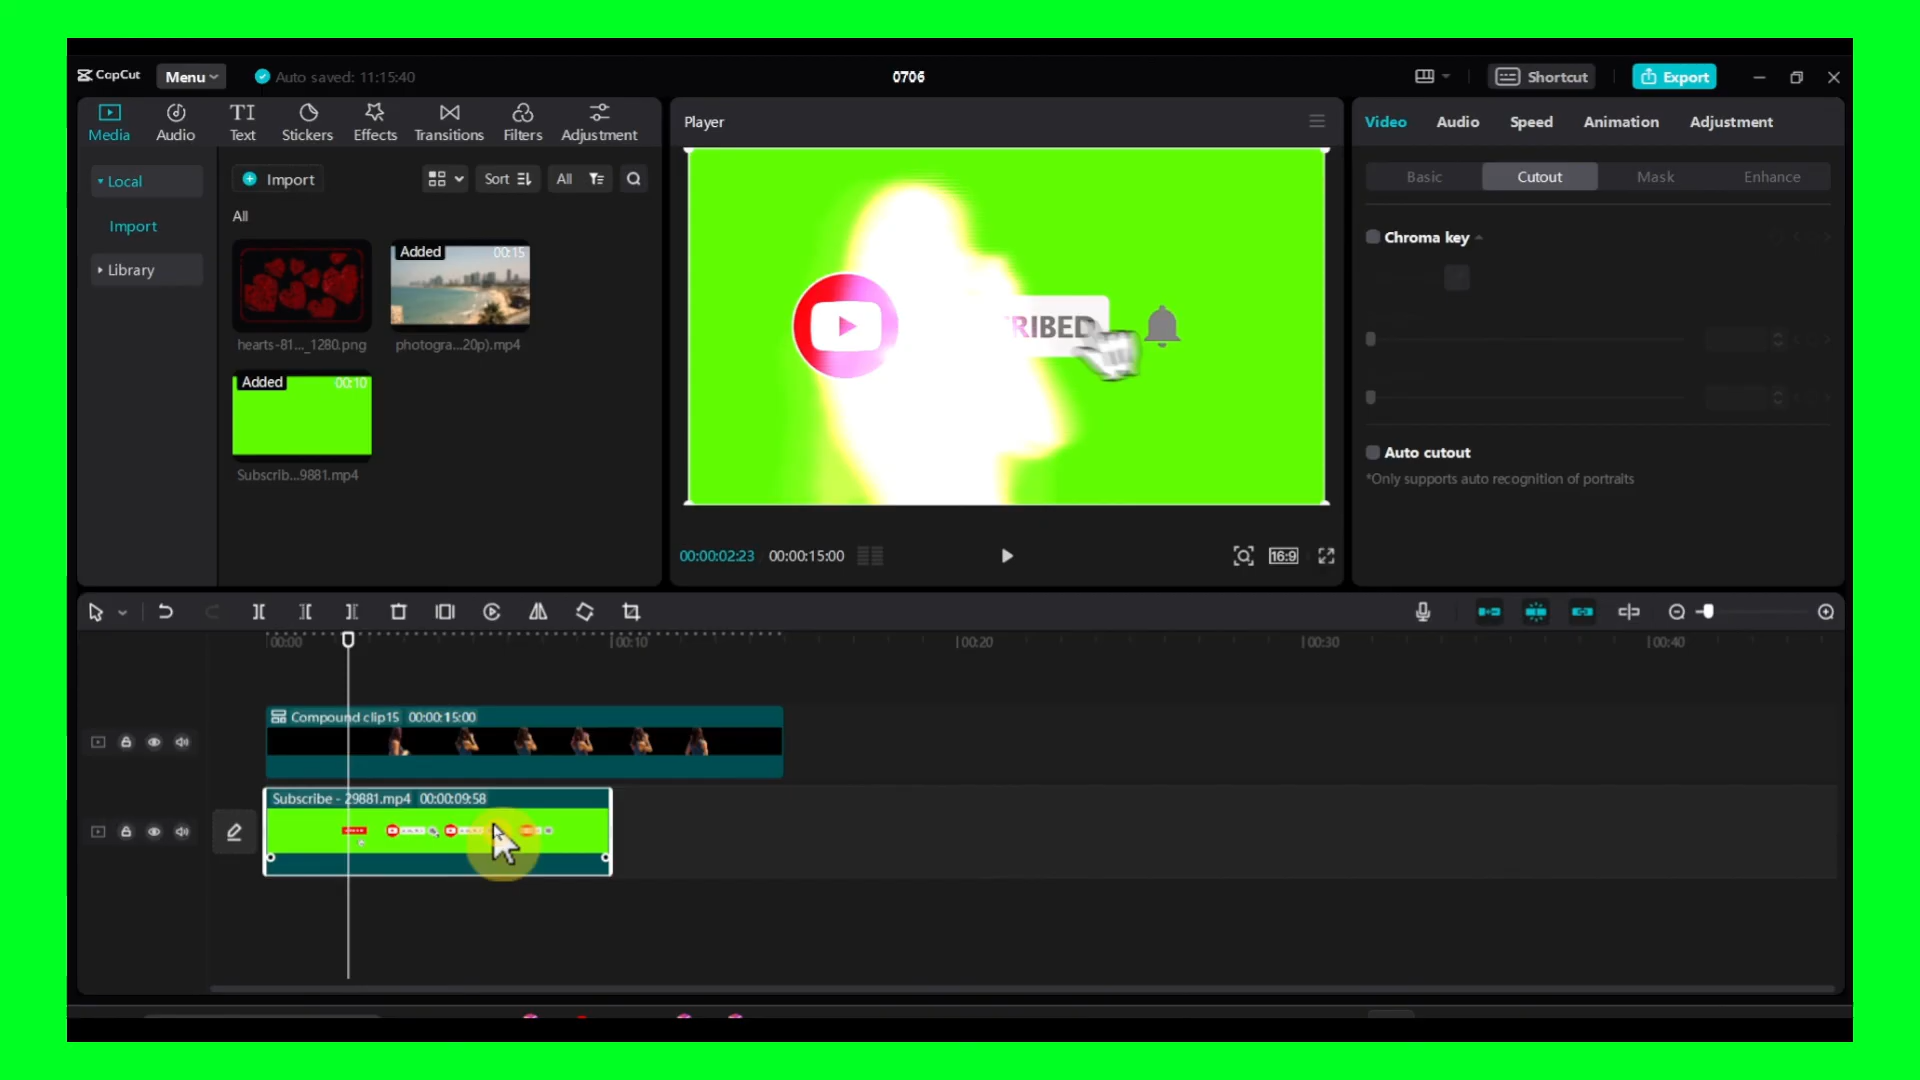 CapCut
Menu
Auto saved: 11:15:40
0706
Shortcut
Export
Media
Audio
Text
Stickers
Effects
Transitions
Filters
Adjustment
Player
Video
Audio
Speed
Animation
Adjustment
Local
Import
Sort
All
Basic
Cutout
Mask
Enhance
Import
All
Library
Added
00:15
hearts-81..._1280.png
photogra...20p).mp4
Added
00:10
Subscrib...9881.mp4
RIBED
Chroma key
Auto cutout
*Only supports auto recognition of portraits
00:00:02:23
00:00:15:00
16:9
00:00
00:10
00:20
00:30
00:40
Compound clip15 00:00:15:00
Subscribe - 29881.mp4 00:00:09:58